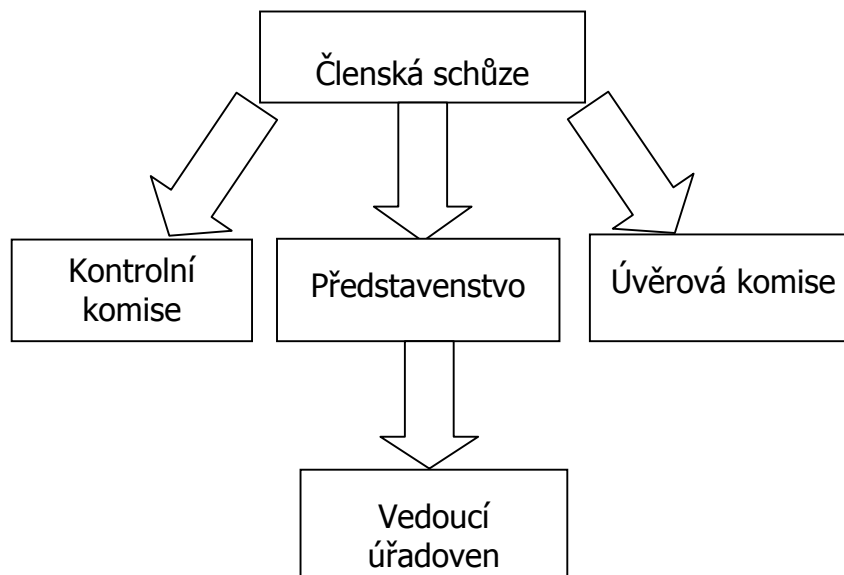 Členská schůze
Kontrolní
komise
Představenstvo
Úvěrová komise
Vedoucí
úřadoven